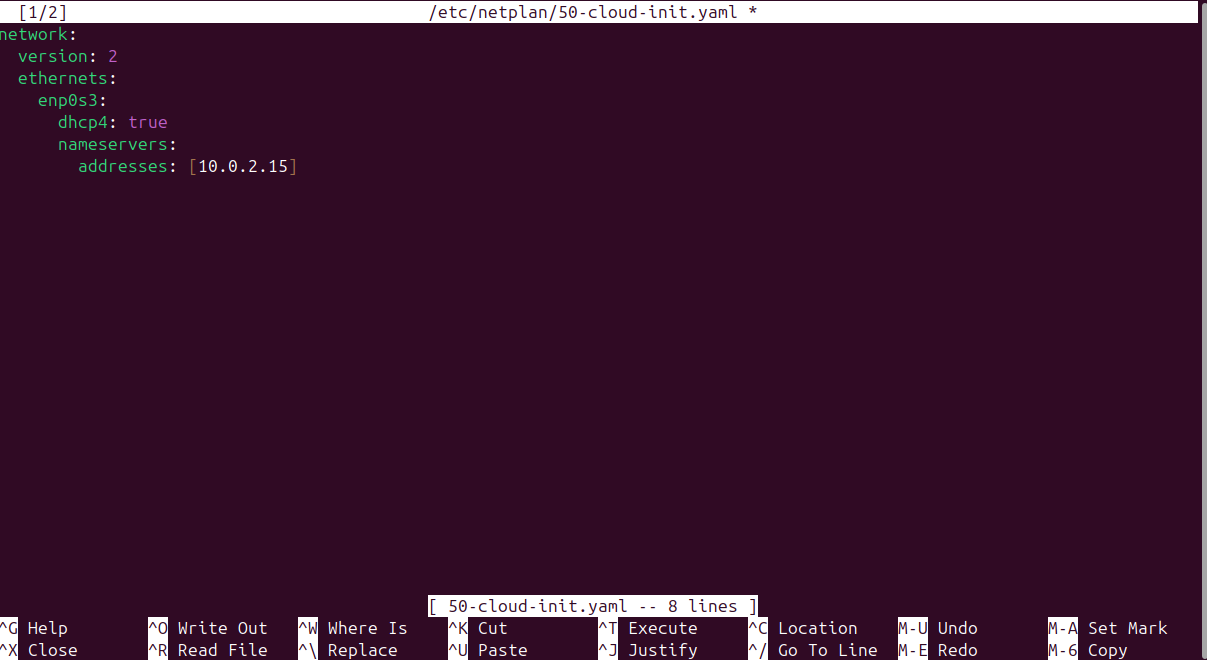 [1/2] /etc/netplan/50-cloud-init.yaml *
network:
  version: 2
  ethernets:
    enp0s3:
      dhcp4: true
      nameservers:
        addresses: [10.0.2.15]
[ 50-cloud-init.yaml -- 8 lines ]
^G Help ^O Write Out ^W Where Is ^K Cut ^T Execute ^C Location M-U Undo M-A Set Mark
^X Close ^R Read File ^\ Replace ^U Paste ^J Justify ^/ Go To Line M-E Redo M-6 Copy